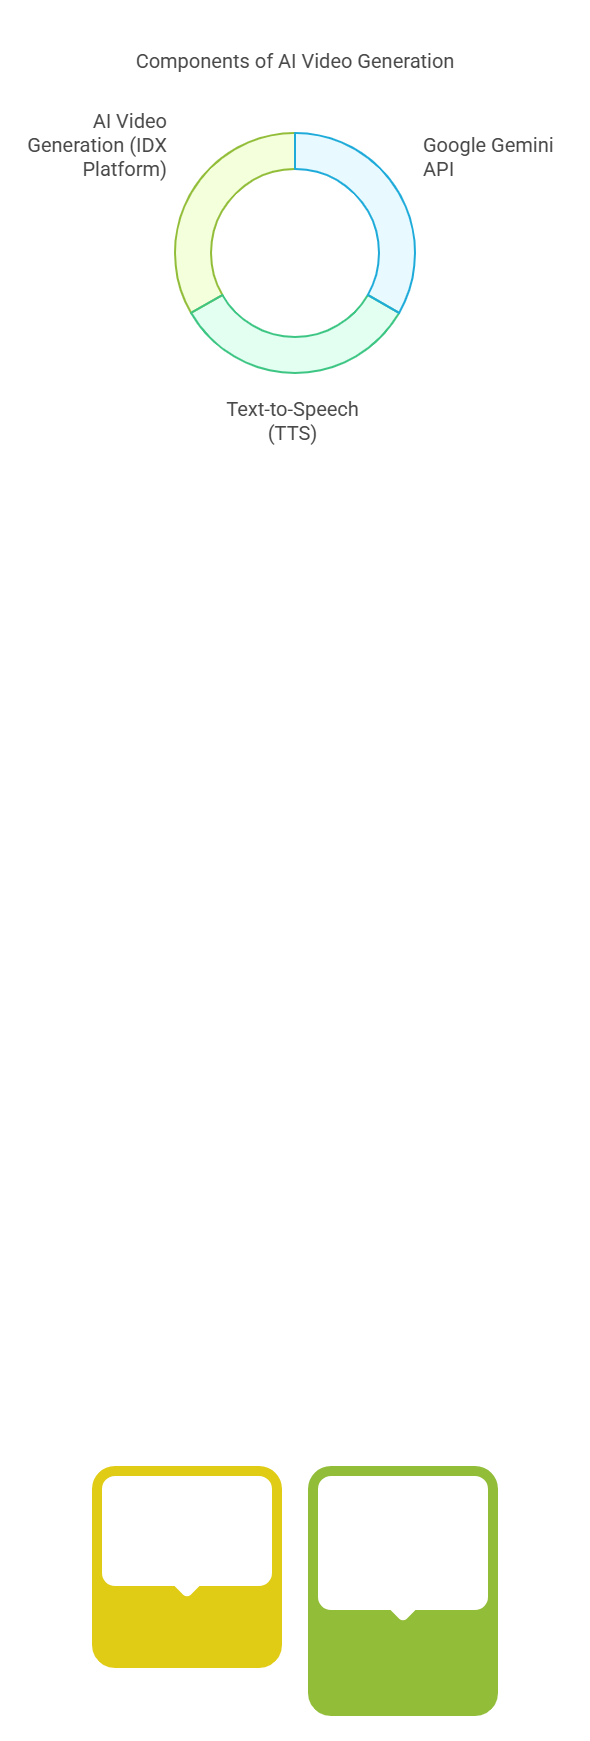 Components of AI Video Generation
AI Video
Generation (IDX
Platform)
Google Gemini
API
Text-to-Speech
(TTS)